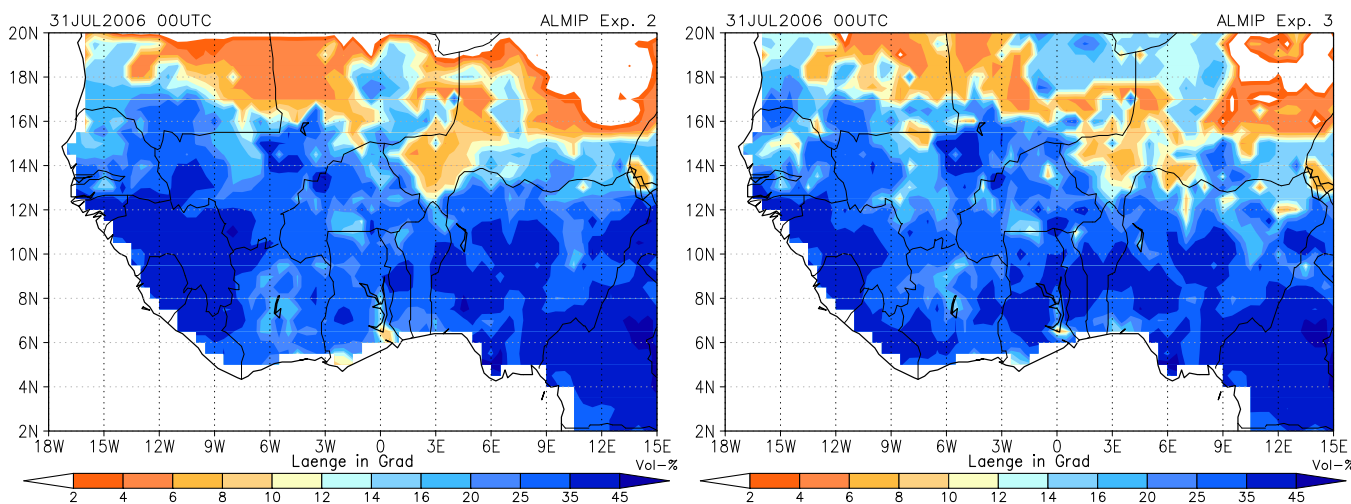 31JUL2006 00UTC ALMIP Exp. 2
20N
18N
16N
14N
12N
10N
8N
6N
4N
2N
18W 15W 12W 9W 6W 3W 0 3E 6E 9E 12E 15E
Laenge in Grad
Vol-%
2 4 6 8 10 12 14 16 20 25 35 45
31JUL2006 00UTC ALMIP Exp. 3
20N
18N
16N
14N
12N
10N
8N
6N
4N
2N
18W 15W 12W 9W 6W 3W 0 3E 6E 9E 12E 15E
Laenge in Grad
Vol-%
2 4 6 8 10 12 14 16 20 25 35 45